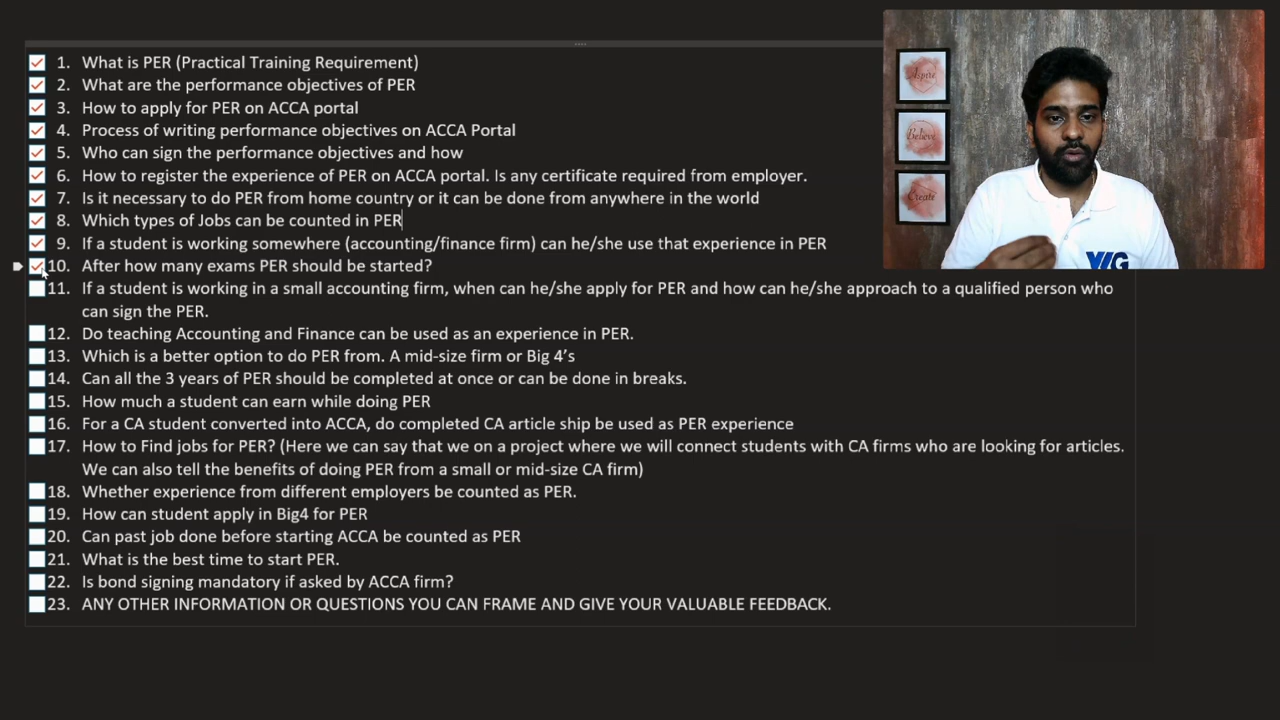 1. What is PER (Practical Training Requirement)
2. What are the performance objectives of PER
3. How to apply for PER on ACCA portal
4. Process of writing performance objectives on ACCA Portal
5. Who can sign the performance objectives and how
6. How to register the experience of PER on ACCA portal. Is any certificate required from employer.
7. Is it necessary to do PER from home country or it can be done from anywhere in the world
8. Which types of Jobs can be counted in PER
9. If a student is working somewhere (accounting/finance firm) can he/she use that experience in PER
10. After how many exams PER should be started?
11. If a student is working in a small accounting firm, when can he/she apply for PER and how can he/she approach to a qualified person who
can sign the PER.
12. Do teaching Accounting and Finance can be used as an experience in PER.
13. Which is a better option to do PER from. A mid-size firm or Big 4's
14. Can all the 3 years of PER should be completed at once or can be done in breaks.
15. How much a student can earn while doing PER
16. For a CA student converted into ACCA, do completed CA article ship be used as PER experience
17. How to Find jobs for PER? (Here we can say that we on a project where we will connect students with CA firms who are looking for articles.
We can also tell the benefits of doing PER from a small or mid-size CA firm)
18. Whether experience from different employers be counted as PER.
19. How can student apply in Big4 for PER
20. Can past job done before starting ACCA be counted as PER
21. What is the best time to start PER.
22. Is bond signing mandatory if asked by ACCA firm?
23. ANY OTHER INFORMATION OR QUESTIONS YOU CAN FRAME AND GIVE YOUR VALUABLE FEEDBACK.
Aspire
Believe
Create